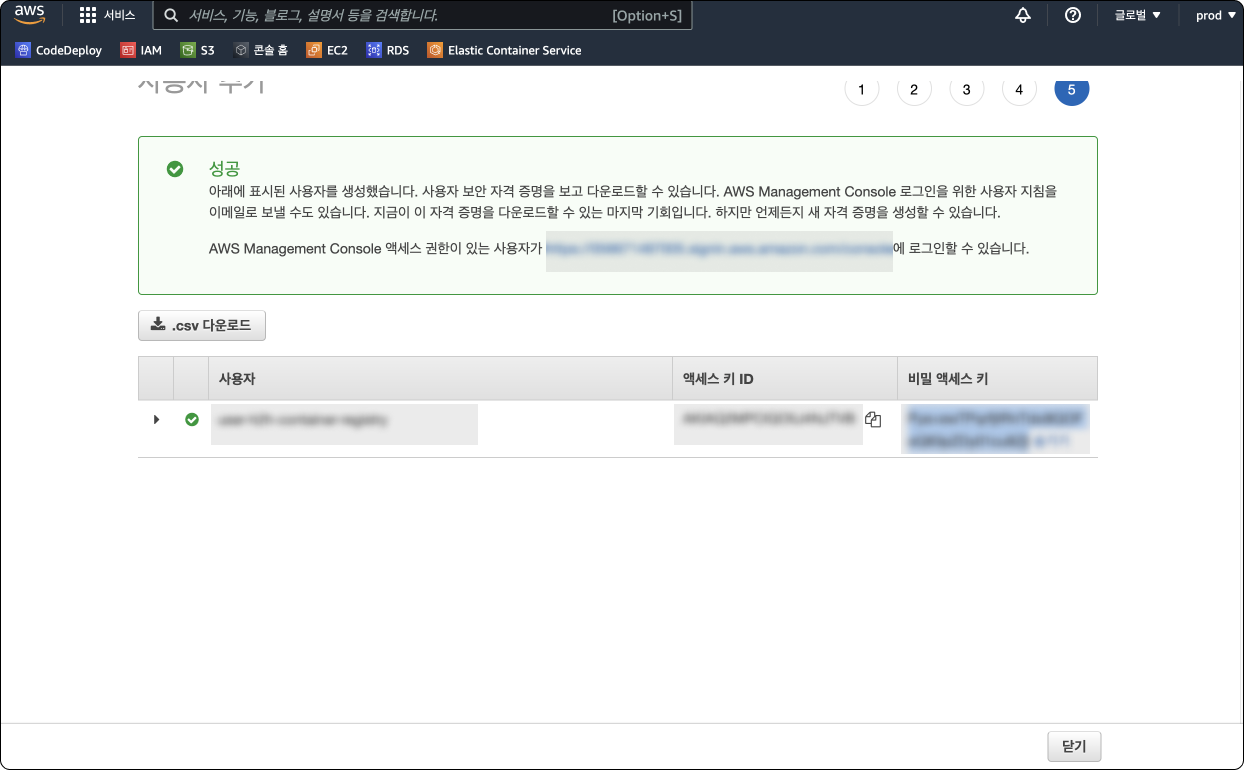 aws
서비스
서비스, 기능, 블로그, 설명서 등을 검색합니다.
[Option+S]
글로벌 ▼
prod ▼
CodeDeploy
IAM
S3
콘솔 홈
EC2
RDS
Elastic Container Service
사용자 추가
1
2
3
4
5
성공
아래에 표시된 사용자를 생성했습니다. 사용자 보안 자격 증명을 보고 다운로드할 수 있습니다. AWS Management Console 로그인을 위한 사용자 지침을
이메일로 보낼 수도 있습니다. 지금이 이 자격 증명을 다운로드할 수 있는 마지막 기회입니다. 하지만 언제든지 새 자격 증명을 생성할 수 있습니다.
AWS Management Console 액세스 권한이 있는 사용자가 에 로그인할 수 있습니다.
.csv 다운로드
사용자
액세스 키 ID
비밀 액세스 키
닫기